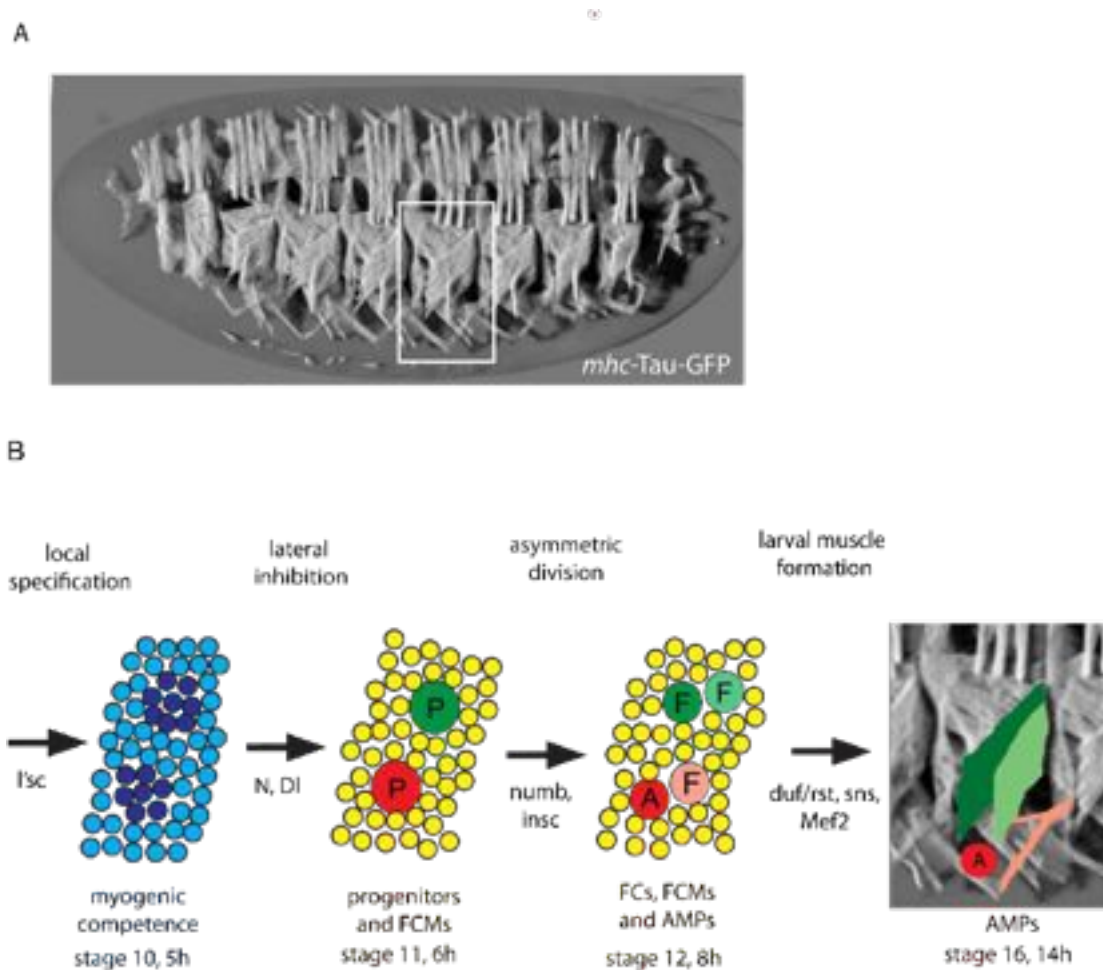 A
mhc-Tau-GFP
B
local
specification
lateral
inhibition
asymmetric
division
larval muscle
formation
l'sc
N, Dl
numb,
insc
duf/rst, sns,
Mef2
P
P
F
F
A
F
A
myogenic
competence
stage 10, 5h
progenitors
and FCMs
stage 11, 6h
FCs, FCMs
and AMPs
stage 12, 8h
AMPs
stage 16, 14h